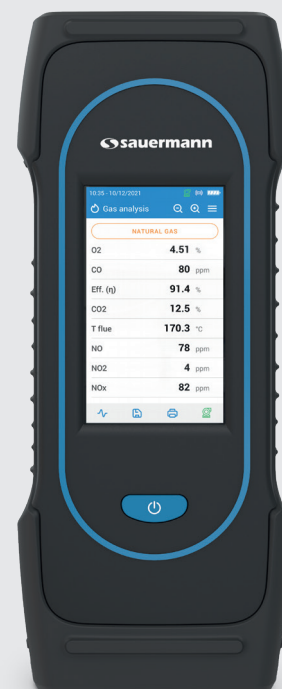 sauermann
10:25 - 10/12/2021
Gas analysis
NATURAL GAS
O2 4.51 %
CO 80 ppm
Eff. (η) 91.4 %
CO2 12.5 %
T flue 170.3 °C
NO 78 ppm
NO2 4 ppm
NOx 82 ppm